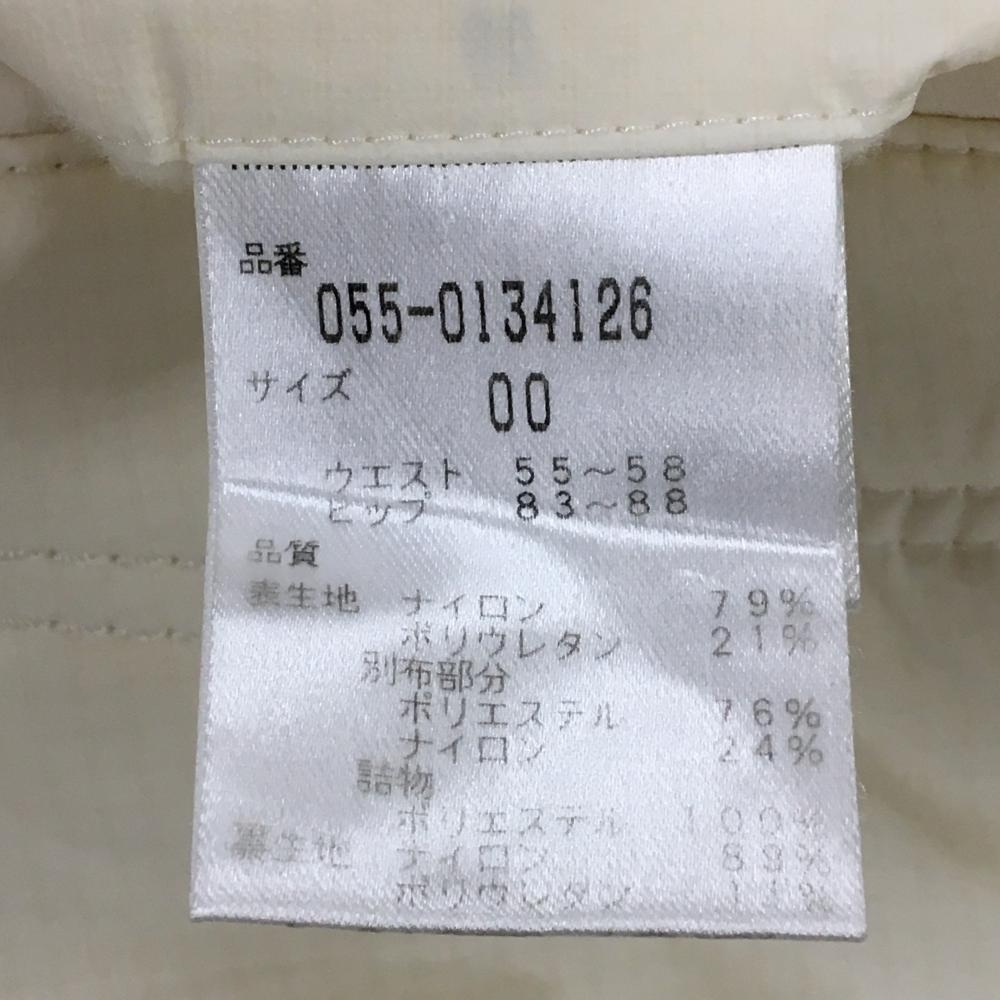 品番
055-0134126
サイズ 00
ウエスト 55~58
ヒップ 83~88
品質
表生地 ナイロン 79%
ポリウレタン 21%
別布部分
ポリエステル 76%
ナイロン 24%
詰物
ポリエステル 100%
裏生地 ナイロン 89%
ポリウレタン 11%